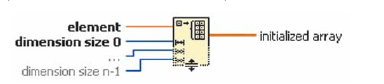 element
dimension size 0
...
dimension size n-1
initialized array